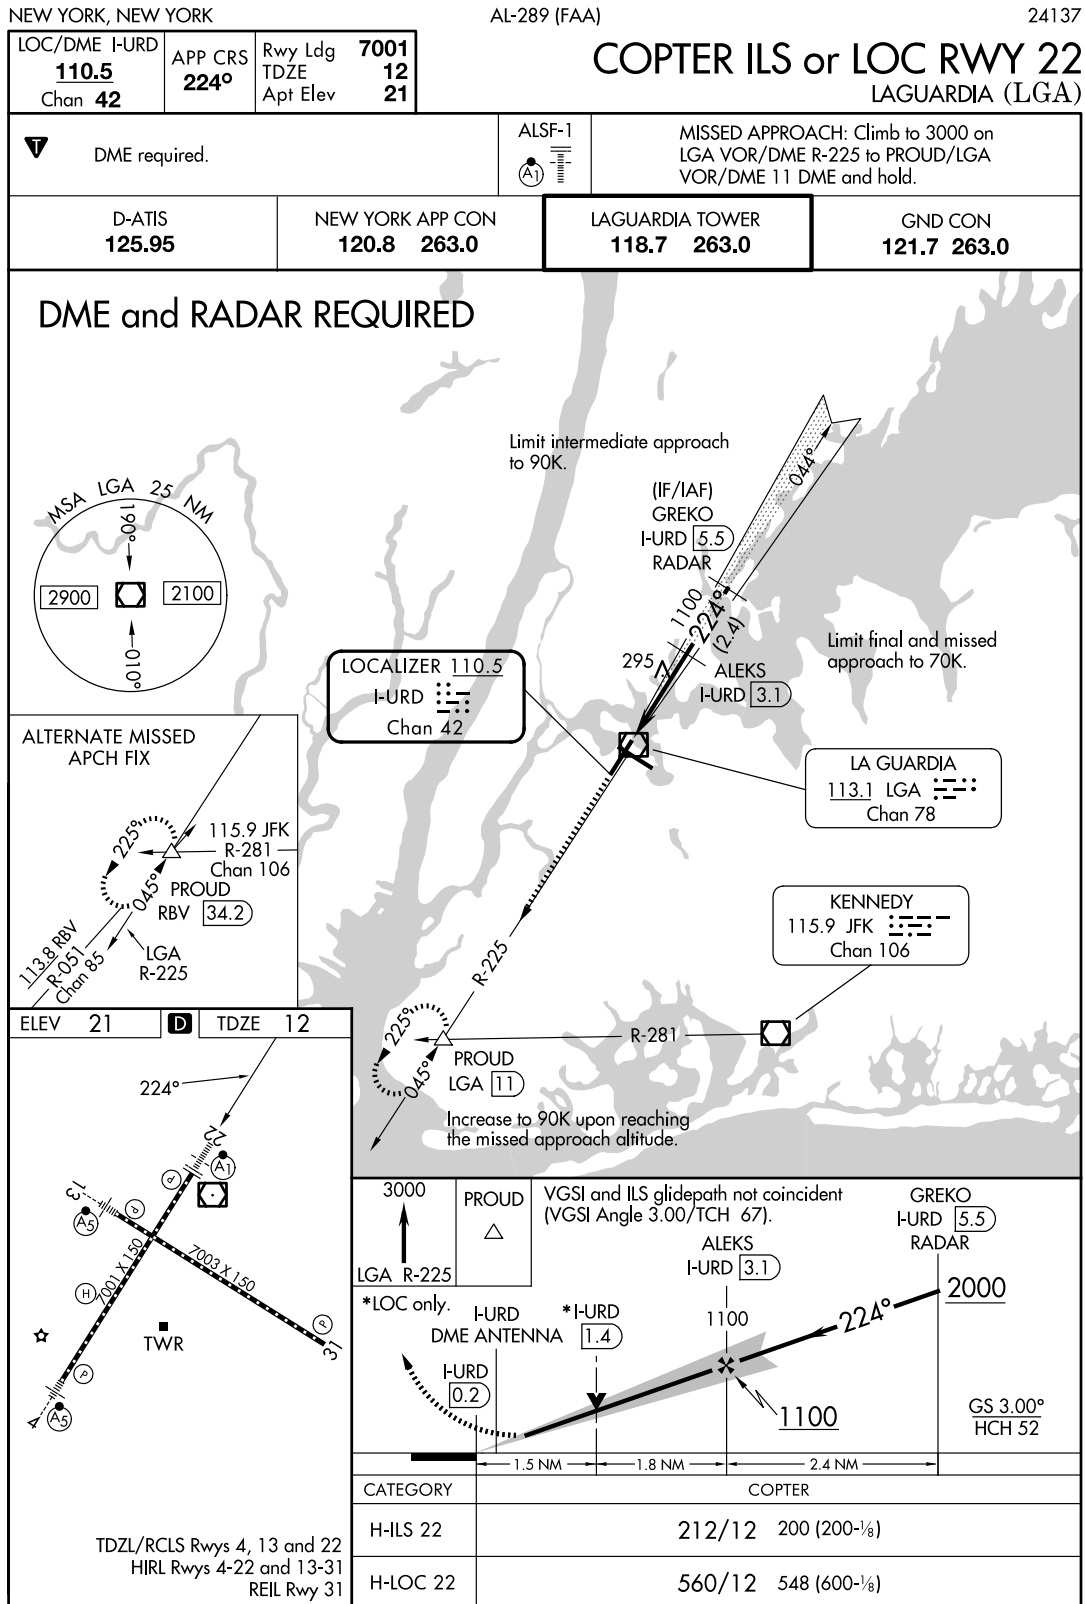 NEW YORK, NEW YORK
AL-289 (FAA)
24137
LOC/DME I-URD
110.5
Chan 42
APP CRS
224°
Rwy Ldg 7001
TDZE 12
Apt Elev 21
COPTER ILS or LOC RWY 22
LAGUARDIA (LGA)
T
DME required.
ALSF-1
A1
MISSED APPROACH: Climb to 3000 on
LGA VOR/DME R-225 to PROUD/LGA
VOR/DME 11 DME and hold.
D-ATIS
125.95
NEW YORK APP CON
120.8 263.0
LAGUARDIA TOWER
118.7 263.0
GND CON
121.7 263.0
DME and RADAR REQUIRED
MSA LGA 25 NM
190°
2900
2100
010°
Limit intermediate approach
to 90K.
044°
(IF/IAF)
GREKO
I-URD 5.5
RADAR
1100
224°
(2.4)
295
ALEKS
I-URD 3.1
Limit final and missed
approach to 70K.
LOCALIZER 110.5
I-URD
Chan 42
LA GUARDIA
113.1 LGA
Chan 78
KENNEDY
115.9 JFK
Chan 106
R-225
R-281
225°
045°
PROUD
LGA 11
Increase to 90K upon reaching
the missed approach altitude.
ALTERNATE MISSED
APCH FIX
225°
045°
115.9 JFK
R-281
Chan 106
PROUD
RBV 34.2
113.8 RBV
R-051
Chan 85
LGA
R-225
ELEV 21
D
TDZE 12
224°
22
A1
P
13
A5
P
7001 X 150
7003 X 150
H
TWR
P
31
P
4
A5
TDZL/RCLS Rwys 4, 13 and 22
HIRL Rwys 4-22 and 13-31
REIL Rwy 31
3000
LGA R-225
PROUD
VGSI and ILS glidepath not coincident
(VGSI Angle 3.00/TCH 67).
GREKO
I-URD 5.5
RADAR
ALEKS
I-URD 3.1
*LOC only.
I-URD
DME ANTENNA
*I-URD
1.4
I-URD
0.2
1100
224°
2000
1100
GS 3.00°
HCH 52
1.5 NM
1.8 NM
2.4 NM
CATEGORY
COPTER
H-ILS 22
212/12 200 (200-⅛)
H-LOC 22
560/12 548 (600-⅛)